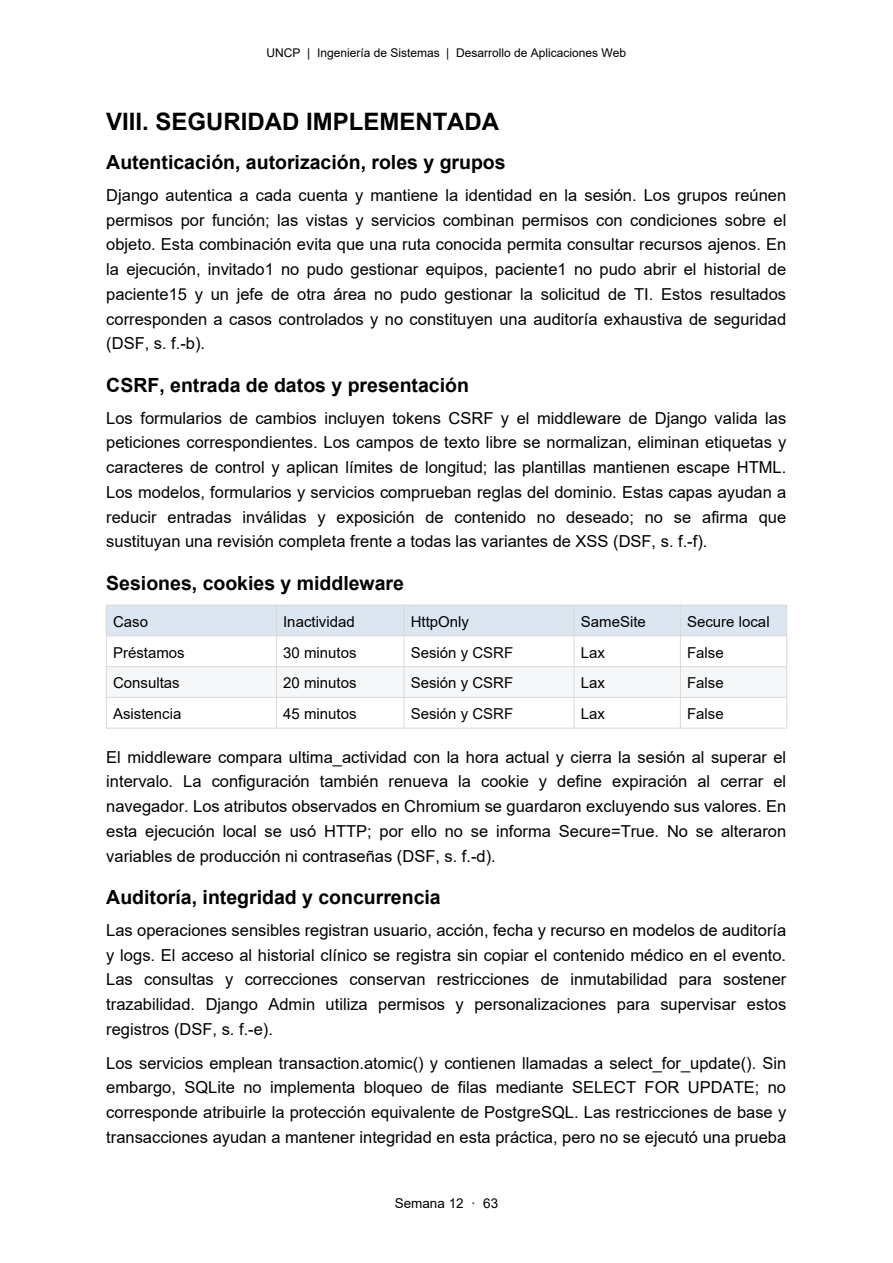 UNCP | Ingeniería de Sistemas | Desarrollo de Aplicaciones Web
VIII. SEGURIDAD IMPLEMENTADA
Autenticación, autorización, roles y grupos
Django autentica a cada cuenta y mantiene la identidad en la sesión. Los grupos reúnen
permisos por función; las vistas y servicios combinan permisos con condiciones sobre el
objeto. Esta combinación evita que una ruta conocida permita consultar recursos ajenos. En
la ejecución, invitado1 no pudo gestionar equipos, paciente1 no pudo abrir el historial de
paciente15 y un jefe de otra área no pudo gestionar la solicitud de TI. Estos resultados
corresponden a casos controlados y no constituyen una auditoría exhaustiva de seguridad
(DSF, s. f.-b).
CSRF, entrada de datos y presentación
Los formularios de cambios incluyen tokens CSRF y el middleware de Django valida las
peticiones correspondientes. Los campos de texto libre se normalizan, eliminan etiquetas y
caracteres de control y aplican límites de longitud; las plantillas mantienen escape HTML.
Los modelos, formularios y servicios comprueban reglas del dominio. Estas capas ayudan a
reducir entradas inválidas y exposición de contenido no deseado; no se afirma que
sustituyan una revisión completa frente a todas las variantes de XSS (DSF, s. f.-f).
Sesiones, cookies y middleware
Caso Inactividad HttpOnly SameSite Secure local
Préstamos 30 minutos Sesión y CSRF Lax False
Consultas 20 minutos Sesión y CSRF Lax False
Asistencia 45 minutos Sesión y CSRF Lax False
El middleware compara ultima_actividad con la hora actual y cierra la sesión al superar el
intervalo. La configuración también renueva la cookie y define expiración al cerrar el
navegador. Los atributos observados en Chromium se guardaron excluyendo sus valores. En
esta ejecución local se usó HTTP; por ello no se informa Secure=True. No se alteraron
variables de producción ni contraseñas (DSF, s. f.-d).
Auditoría, integridad y concurrencia
Las operaciones sensibles registran usuario, acción, fecha y recurso en modelos de auditoría
y logs. El acceso al historial clínico se registra sin copiar el contenido médico en el evento.
Las consultas y correcciones conservan restricciones de inmutabilidad para sostener
trazabilidad. Django Admin utiliza permisos y personalizaciones para supervisar estos
registros (DSF, s. f.-e).
Los servicios emplean transaction.atomic() y contienen llamadas a select_for_update(). Sin
embargo, SQLite no implementa bloqueo de filas mediante SELECT FOR UPDATE; no
corresponde atribuirle la protección equivalente de PostgreSQL. Las restricciones de base y
transacciones ayudan a mantener integridad en esta práctica, pero no se ejecutó una prueba
Semana 12 · 63